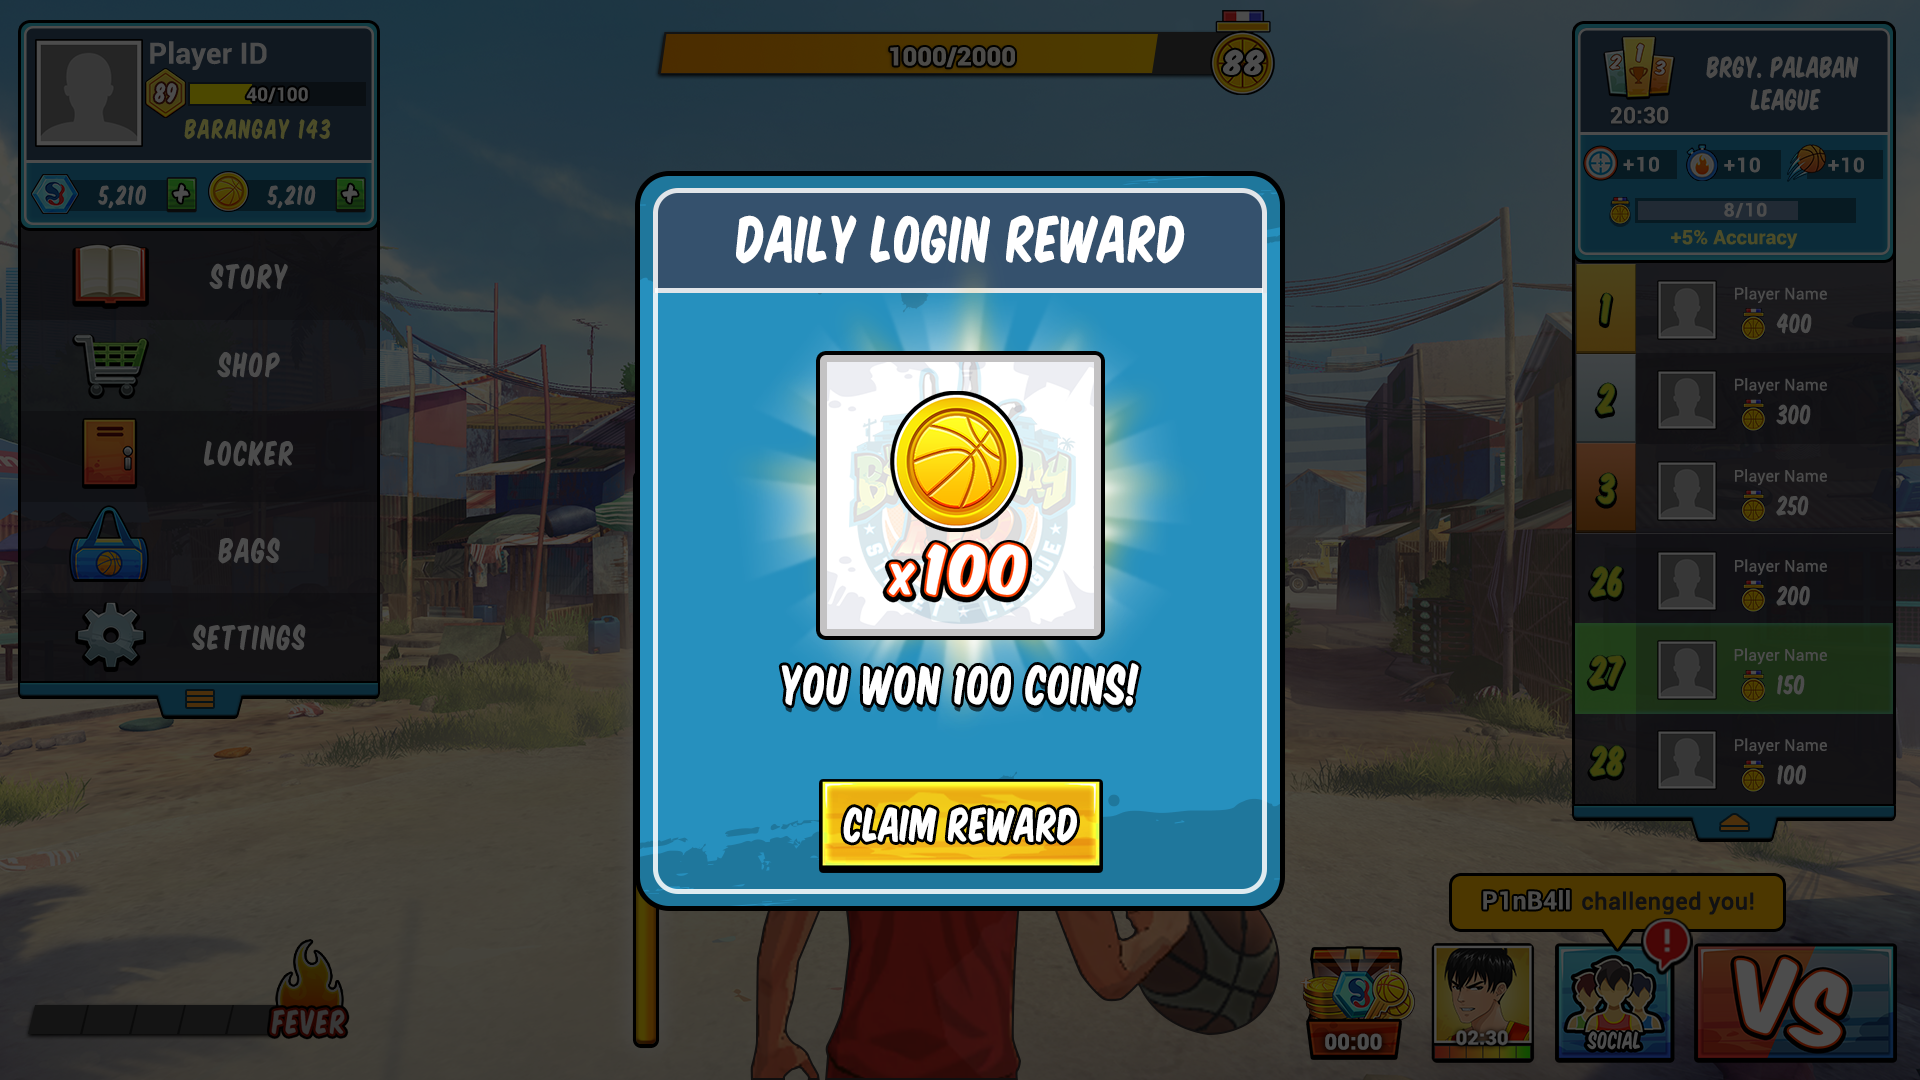 Player ID
89
40/100
BARANGAY 143
5,210
5,210
STORY
SHOP
LOCKER
BAGS
SETTINGS
FEVER
1000/2000
88
DAILY LOGIN REWARD
x100
YOU WON 100 COINS!
CLAIM REWARD
2 1 3
20:30
BRGY. PALABAN
LEAGUE
+10
+10
+10
8/10
+5% Accuracy
1
Player Name
400
2
Player Name
300
3
Player Name
250
26
Player Name
200
27
Player Name
150
28
Player Name
100
P1nB4ll challenged you!
!
00:00
02:30
SOCIAL
VS